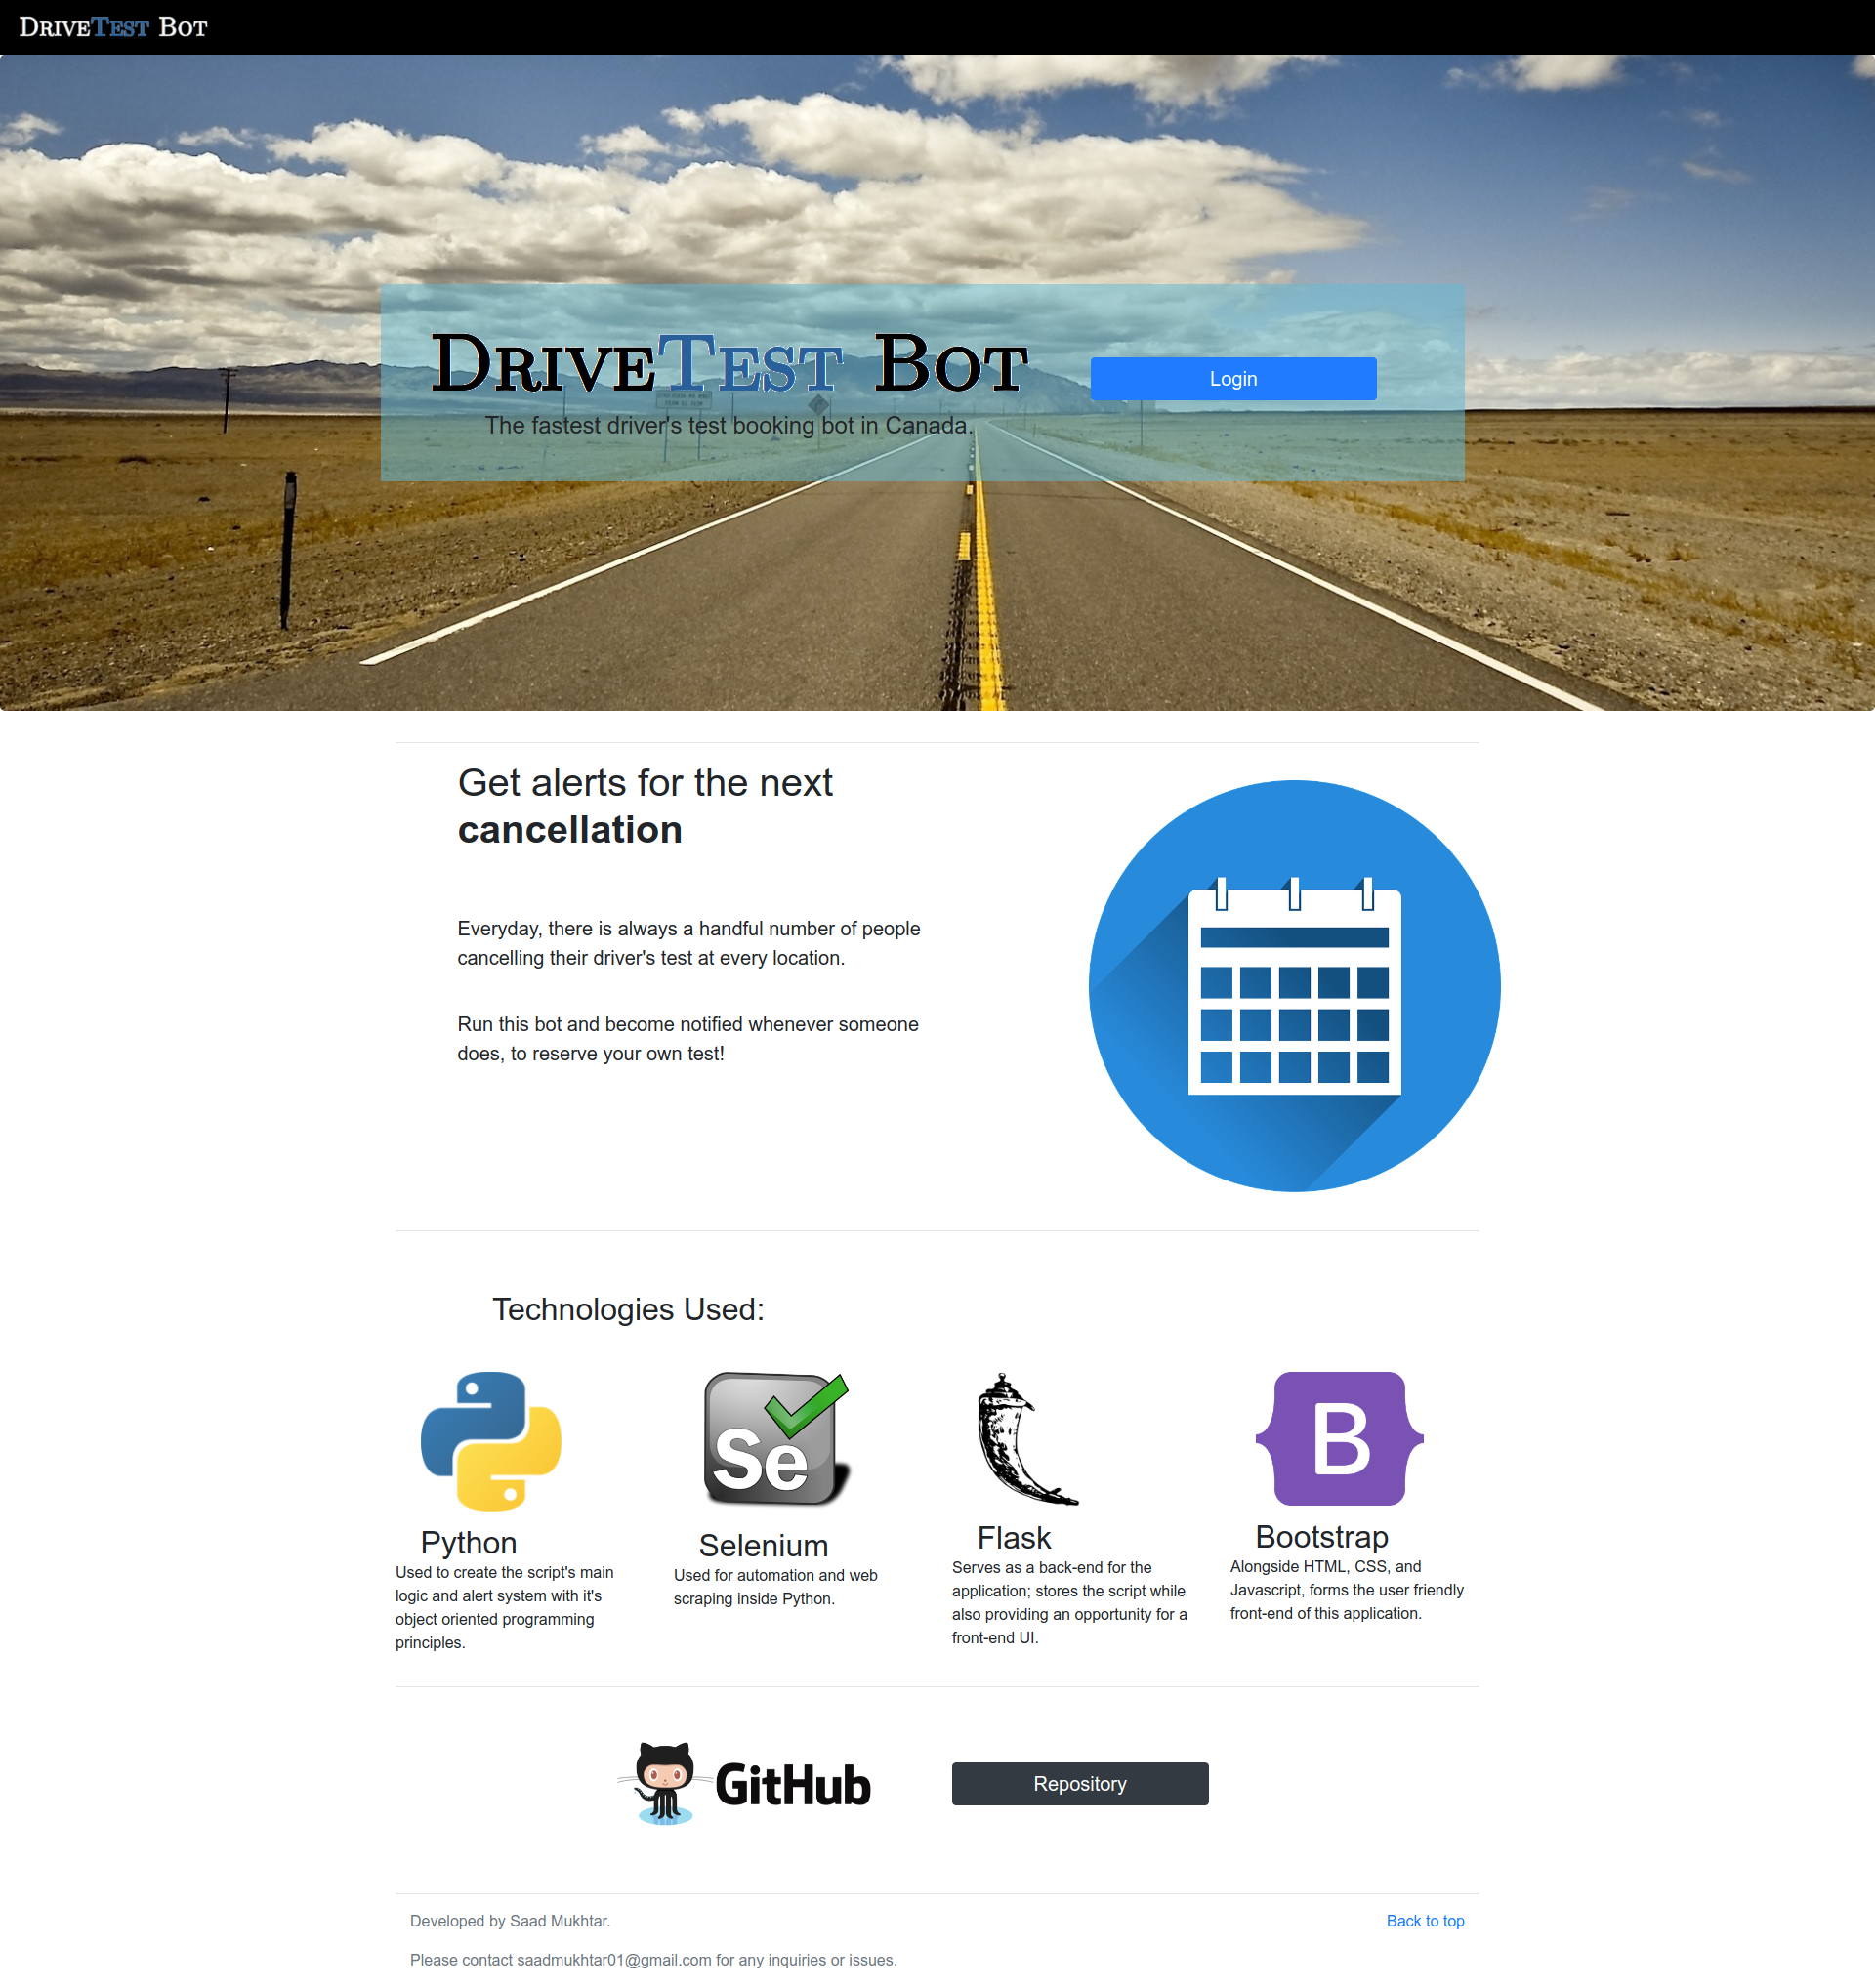 DriveTest Bot
DriveTest Bot
Login
The fastest driver's test booking bot in Canada.
Get alerts for the next
cancellation
Everyday, there is always a handful number of people
cancelling their driver's test at every location.
Run this bot and become notified whenever someone
does, to reserve your own test!
Technologies Used:
Se
B
Python
Used to create the script's main
logic and alert system with it's
object oriented programming
principles.
Selenium
Used for automation and web
scraping inside Python.
Flask
Serves as a back-end for the
application; stores the script while
also providing an opportunity for a
front-end UI.
Bootstrap
Alongside HTML, CSS, and
Javascript, forms the user friendly
front-end of this application.
GitHub
Repository
Developed by Saad Mukhtar.
Back to top
Please contact saadmukhtar01@gmail.com for any inquiries or issues.